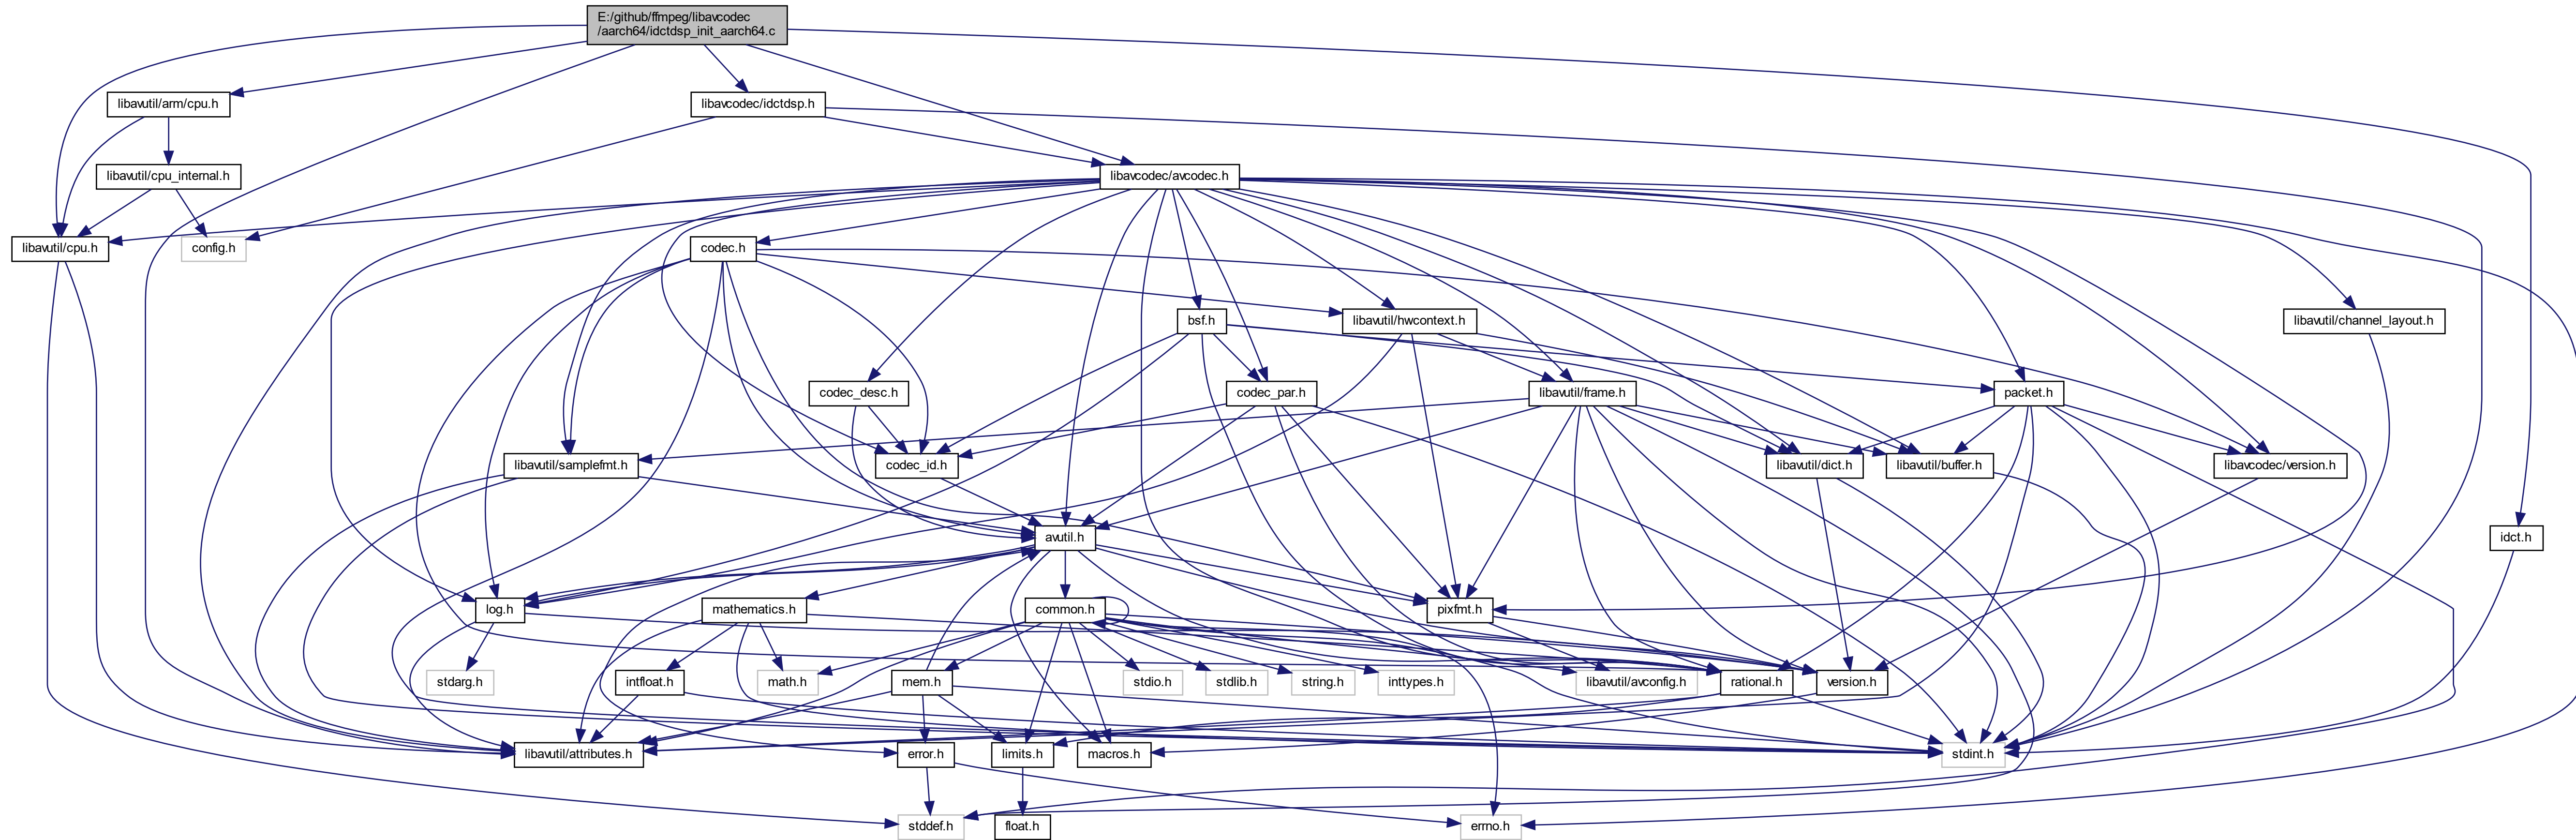 E:/github/ffmpeg/libavcodec
/aarch64/idctdsp_init_aarch64.c
libavutil/arm/cpu.h
libavcodec/idctdsp.h
libavutil/cpu_internal.h
libavcodec/avcodec.h
libavutil/cpu.h
config.h
codec.h
bsf.h
libavutil/hwcontext.h
libavutil/channel_layout.h
codec_desc.h
codec_par.h
libavutil/frame.h
packet.h
libavutil/samplefmt.h
codec_id.h
libavutil/dict.h
libavutil/buffer.h
libavcodec/version.h
avutil.h
idct.h
log.h
mathematics.h
common.h
pixfmt.h
stdarg.h
intfloat.h
math.h
mem.h
stdio.h
stdlib.h
string.h
inttypes.h
libavutil/avconfig.h
rational.h
version.h
libavutil/attributes.h
error.h
limits.h
macros.h
stdint.h
stddef.h
float.h
errno.h